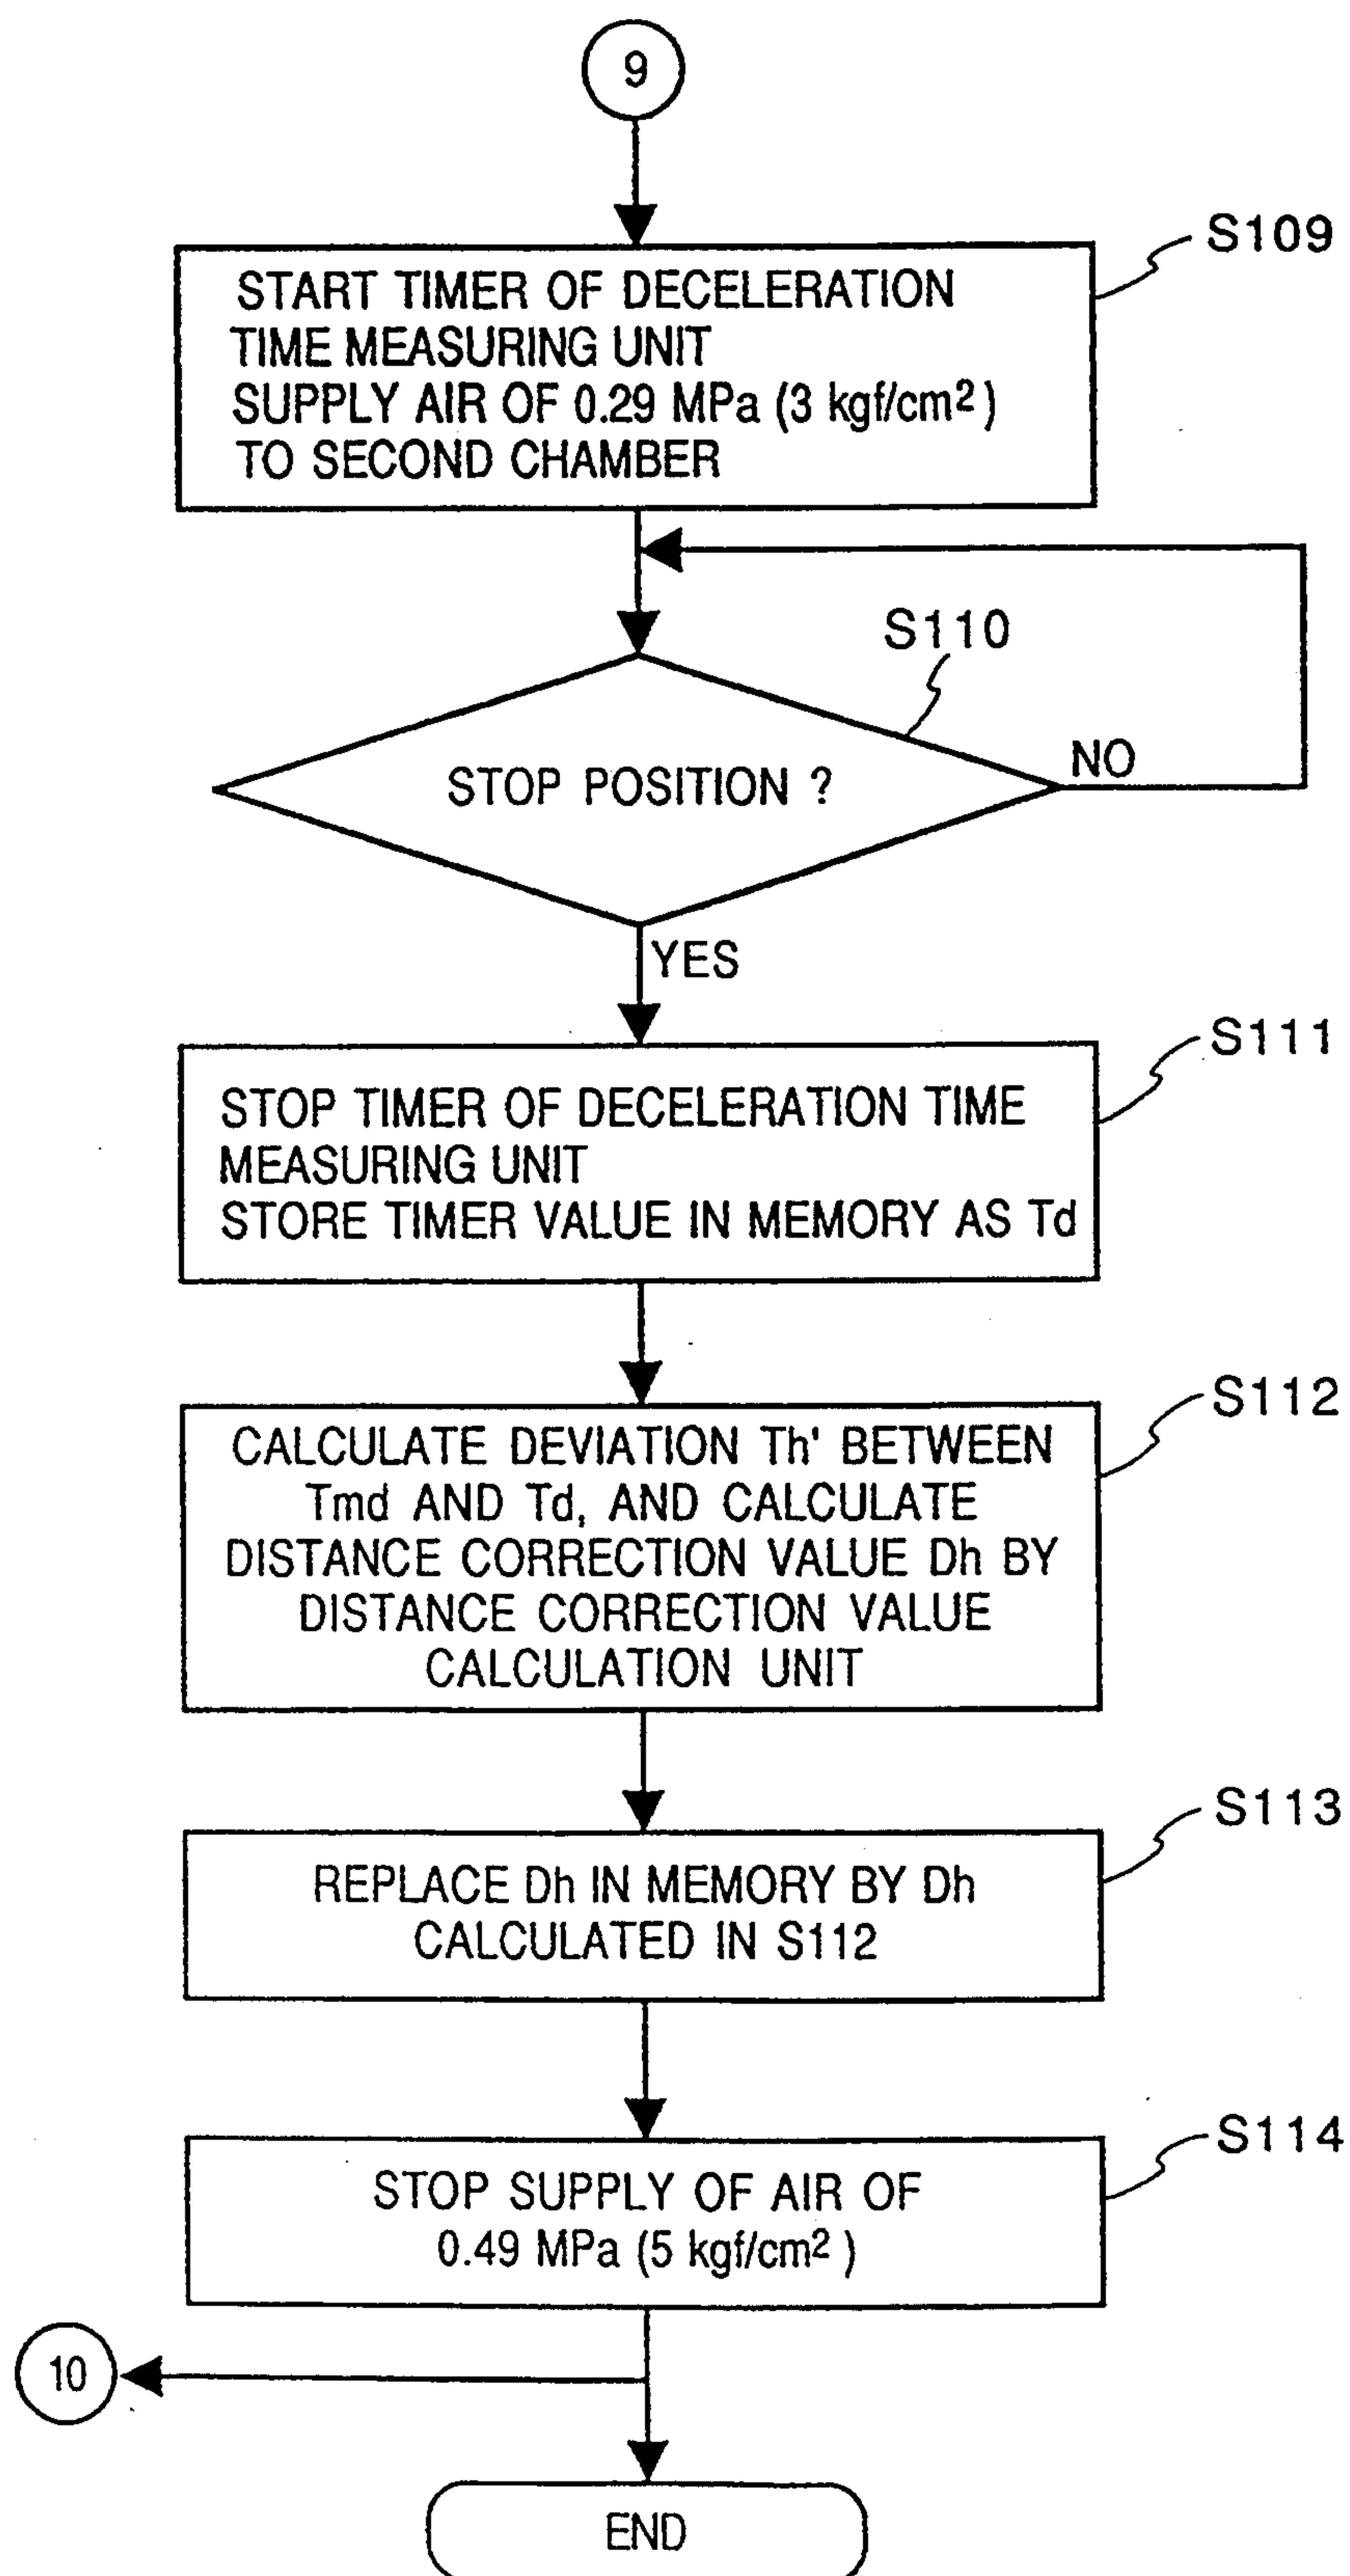 9
S109
START TIMER OF DECELERATION
TIME MEASURING UNIT
SUPPLY AIR OF 0.29 MPa (3 kgf/cm²)
TO SECOND CHAMBER
S110
STOP POSITION ?
NO
YES
S111
STOP TIMER OF DECELERATION TIME
MEASURING UNIT
STORE TIMER VALUE IN MEMORY AS Td
S112
CALCULATE DEVIATION Th' BETWEEN
Tmd AND Td, AND CALCULATE
DISTANCE CORRECTION VALUE Dh BY
DISTANCE CORRECTION VALUE
CALCULATION UNIT
S113
REPLACE Dh IN MEMORY BY Dh
CALCULATED IN S112
S114
STOP SUPPLY OF AIR OF
0.49 MPa (5 kgf/cm²)
10
END